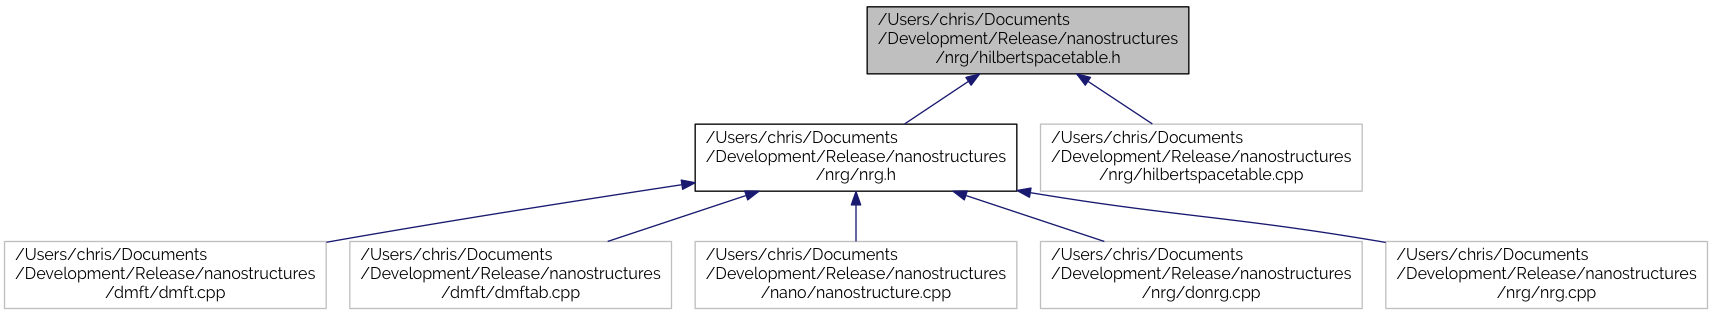 /Users/chris/Documents
/Development/Release/nanostructures
/nrg/hilbertspacetable.h
/Users/chris/Documents
/Development/Release/nanostructures
/nrg/nrg.h
/Users/chris/Documents
/Development/Release/nanostructures
/nrg/hilbertspacetable.cpp
/Users/chris/Documents
/Development/Release/nanostructures
/dmft/dmft.cpp
/Users/chris/Documents
/Development/Release/nanostructures
/dmft/dmftab.cpp
/Users/chris/Documents
/Development/Release/nanostructures
/nano/nanostructure.cpp
/Users/chris/Documents
/Development/Release/nanostructures
/nrg/donrg.cpp
/Users/chris/Documents
/Development/Release/nanostructures
/nrg/nrg.cpp